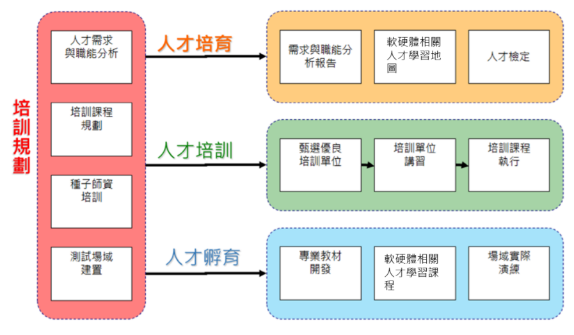 培訓規劃
人才需求
與職能分析
培訓課程
規劃
種子師資
培訓
測試場域
建置
人才培育
需求與職能分
析報告
軟硬體相關
人才學習地
圖
人才檢定
人才培訓
甄選優良
培訓單位
培訓單位
講習
培訓課程
執行
人才孵育
專業教材
開發
軟硬體相關
人才學習課
程
場域實際
演練